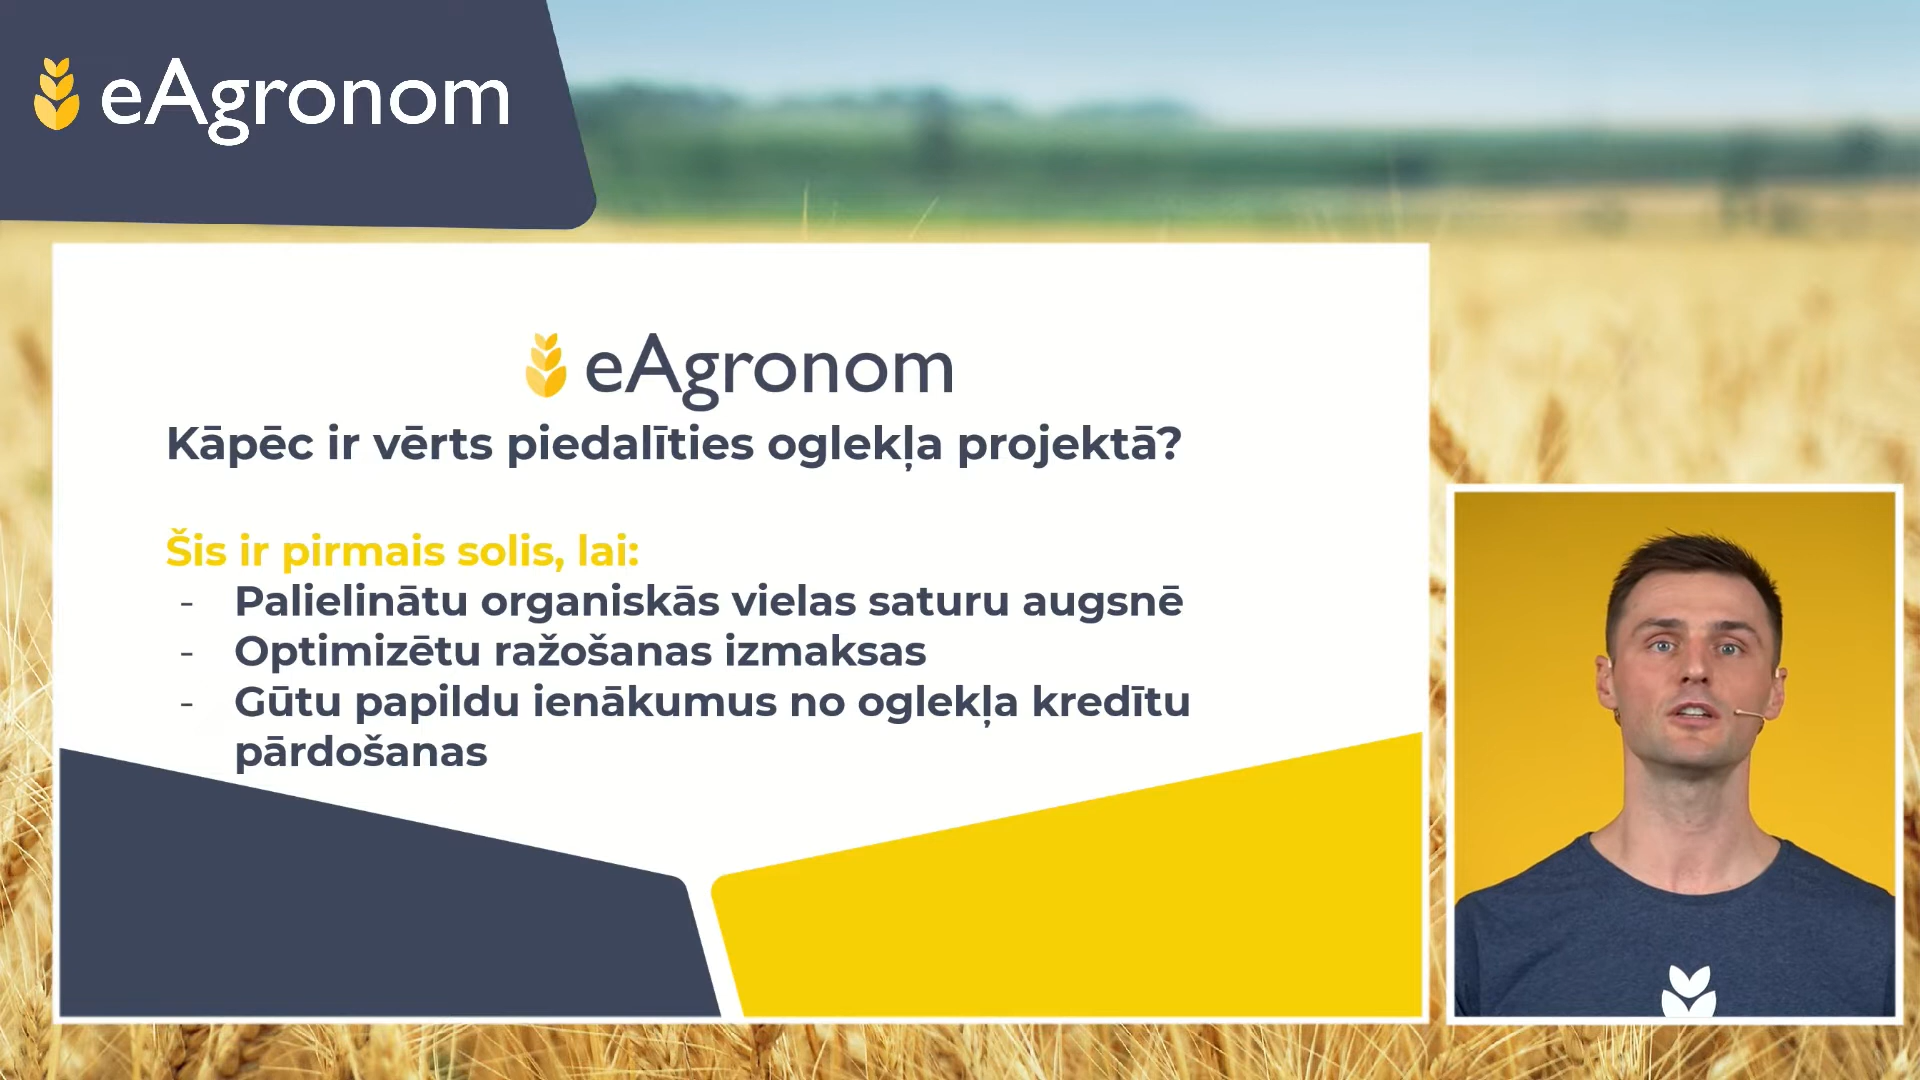 eAgronom
eAgronom
Kāpēc ir vērts piedalīties oglekļa projektā?
Šis ir pirmais solis, lai:
- Palielinātu organiskās vielas saturu augsnē
- Optimizētu ražošanas izmaksas
- Gūtu papildu ienākumus no oglekļa kredītu
pārdošanas